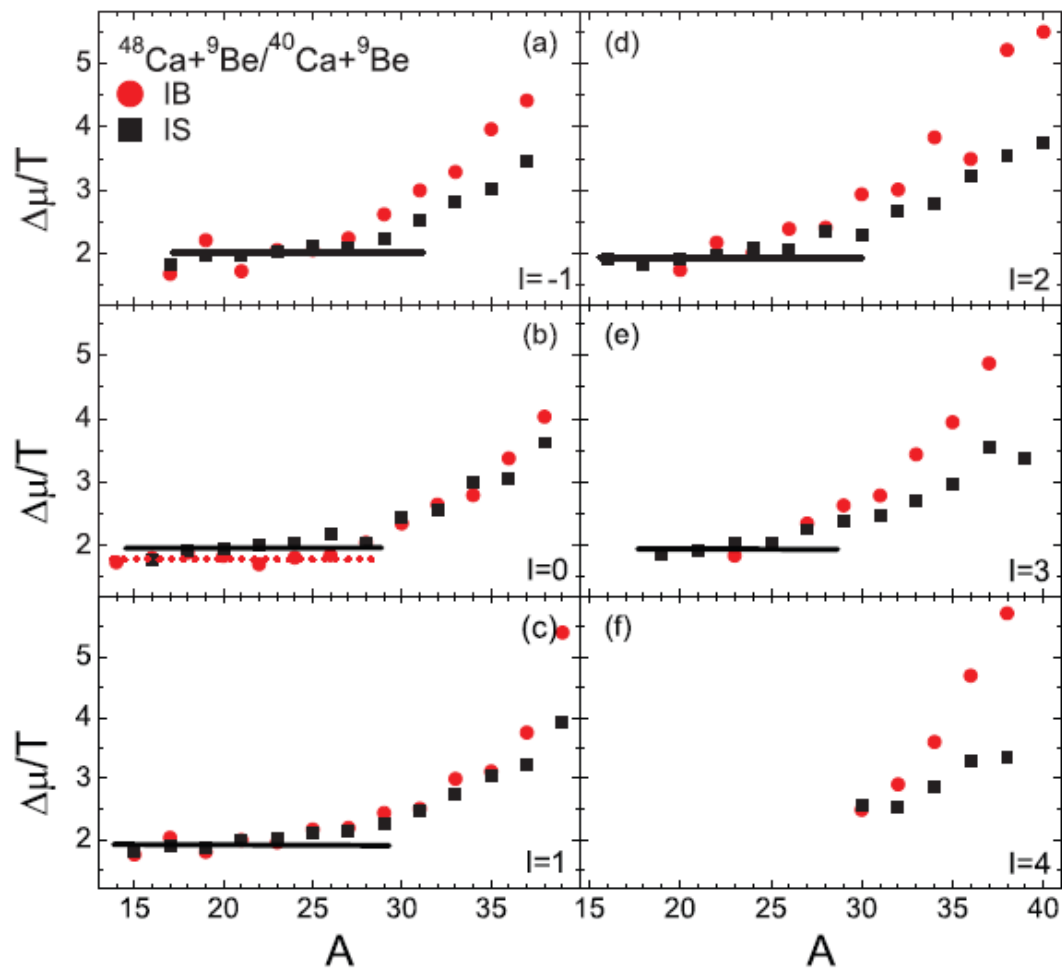 ⁴⁸Ca+⁹Be/⁴⁰Ca+⁹Be
IB
IS
(a)
I=-1
5
4
3
2
Δμ/T
(d)
I=2
(b)
I=0
5
4
3
2
Δμ/T
(e)
I=3
(c)
I=1
5
4
3
2
Δμ/T
(f)
I=4
15 20 25 30 35
15 20 25 30 35 40
A
A